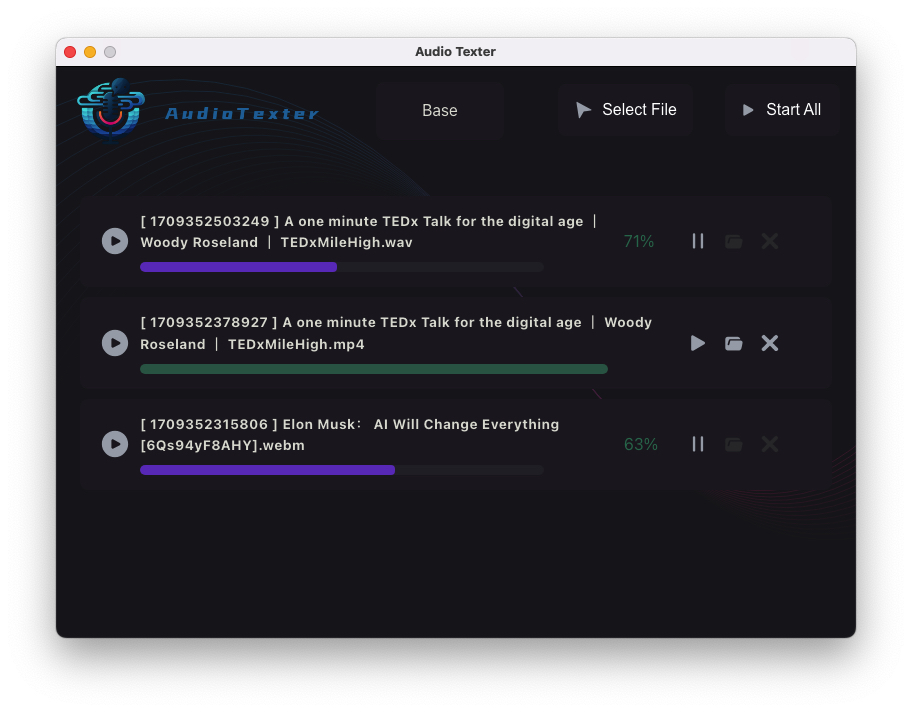 Audio Texter
AudioTexter
Base
Select File
Start All
[ 1709352503249 ] A one minute TEDx Talk for the digital age ｜
Woody Roseland ｜ TEDxMileHigh.wav
71%
[ 1709352378927 ] A one minute TEDx Talk for the digital age ｜ Woody
Roseland ｜ TEDxMileHigh.mp4
[ 1709352315806 ] Elon Musk： AI Will Change Everything
[6Qs94yF8AHY].webm
63%